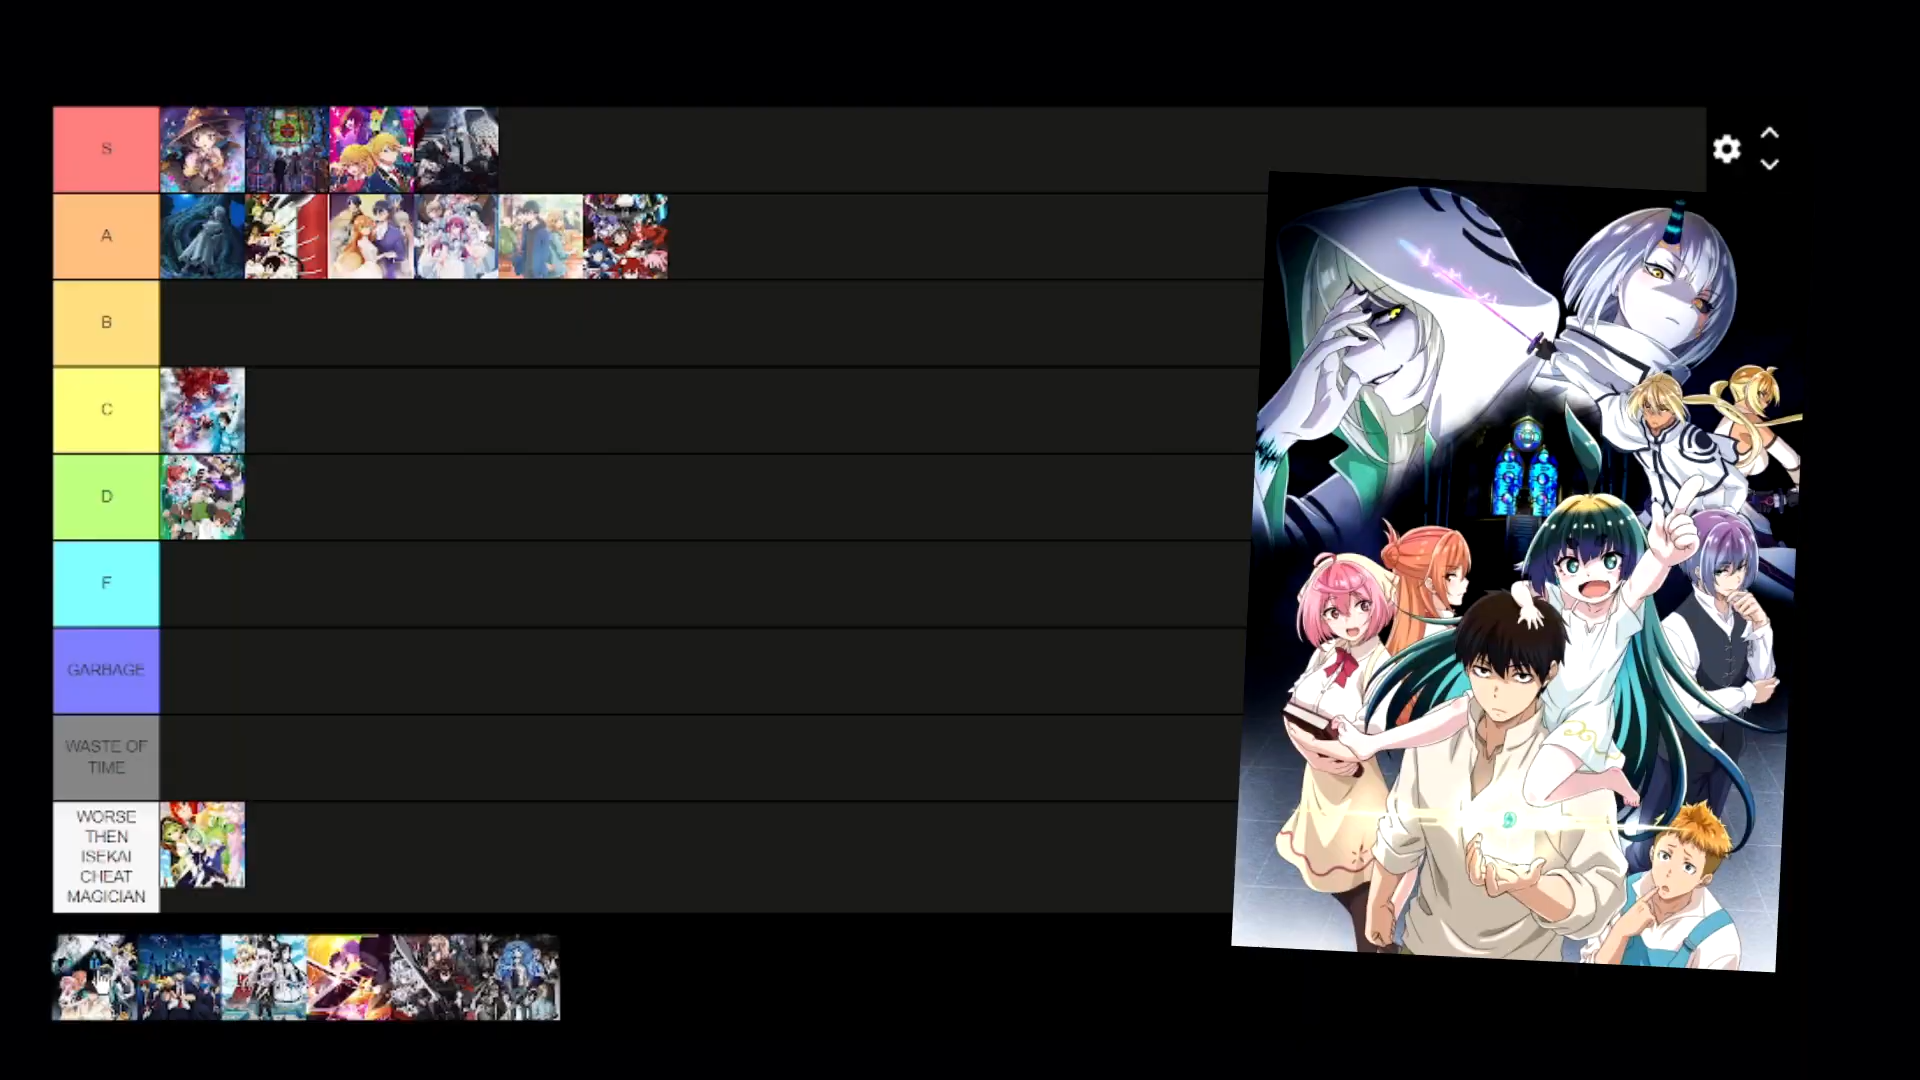 S
A
B
C
D
F
GARBAGE
WASTE OF
TIME
WORSE
THEN
ISEKAI
CHEAT
MAGICIAN